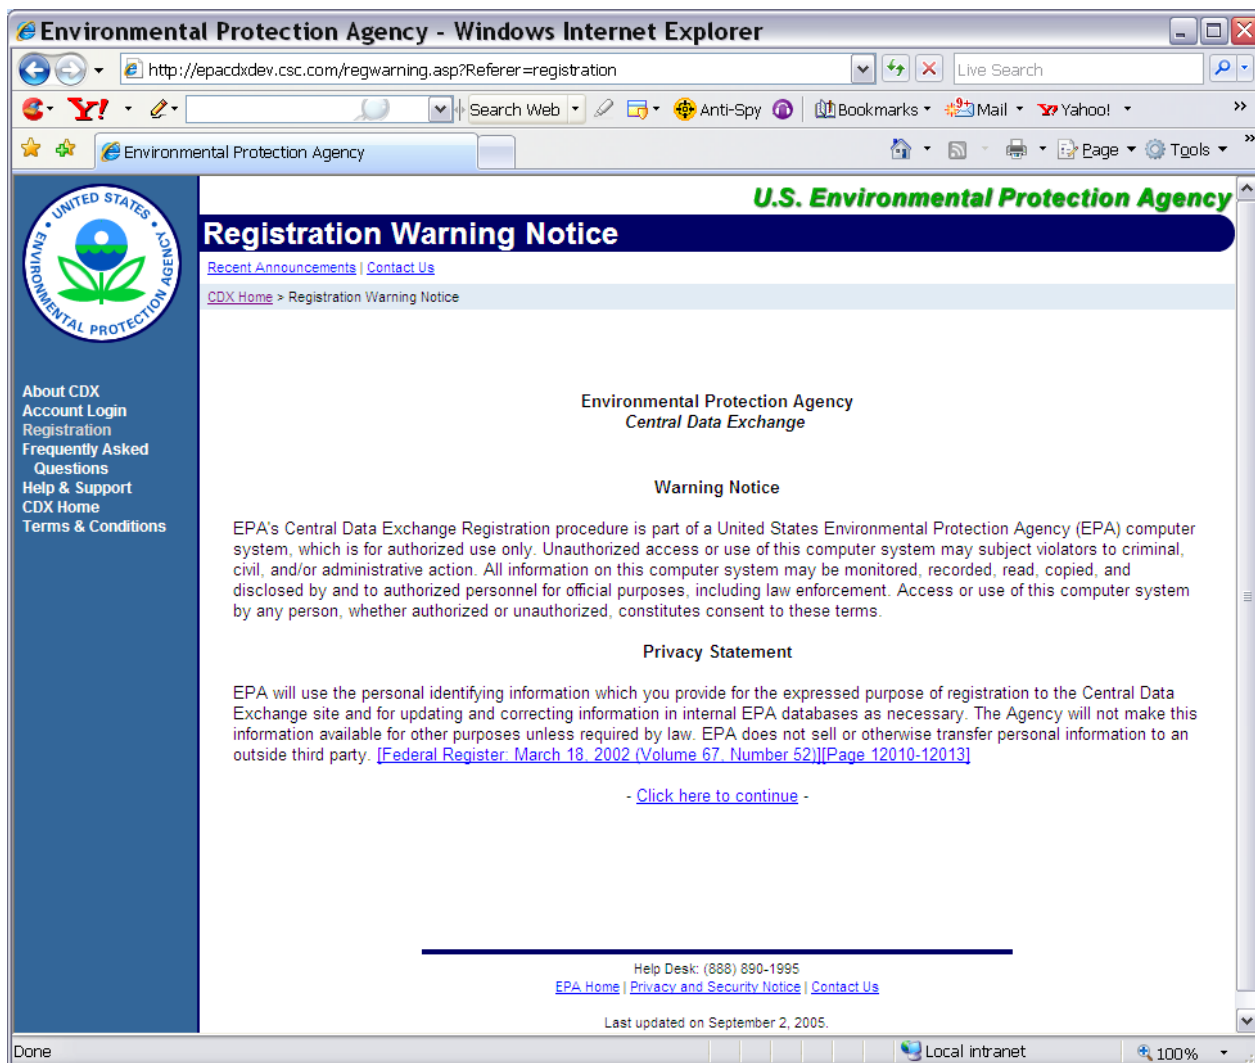 Environmental Protection Agency - Windows Internet Explorer
http://epacdxdev.csc.com/regwarning.asp?Referer=registration
Live Search
Y!
Search Web
Anti-Spy
Bookmarks
9+
Mail
Yahoo!
Environmental Protection Agency
Page
Tools
UNITED STATES • ENVIRONMENTAL PROTECTION AGENCY •
U.S. Environmental Protection Agency
Registration Warning Notice
Recent Announcements | Contact Us
CDX Home > Registration Warning Notice
About CDX
Account Login
Registration
Frequently Asked
Questions
Help & Support
CDX Home
Terms & Conditions
Environmental Protection Agency
Central Data Exchange
Warning Notice
EPA's Central Data Exchange Registration procedure is part of a United States Environmental Protection Agency (EPA) computer
system, which is for authorized use only. Unauthorized access or use of this computer system may subject violators to criminal,
civil, and/or administrative action. All information on this computer system may be monitored, recorded, read, copied, and
disclosed by and to authorized personnel for official purposes, including law enforcement. Access or use of this computer system
by any person, whether authorized or unauthorized, constitutes consent to these terms.
Privacy Statement
EPA will use the personal identifying information which you provide for the expressed purpose of registration to the Central Data
Exchange site and for updating and correcting information in internal EPA databases as necessary. The Agency will not make this
information available for other purposes unless required by law. EPA does not sell or otherwise transfer personal information to an
outside third party. [Federal Register: March 18, 2002 (Volume 67, Number 52)][Page 12010-12013]
- Click here to continue -
Help Desk: (888) 890-1995
EPA Home | Privacy and Security Notice | Contact Us
Last updated on September 2, 2005.
Done
Local intranet
100%